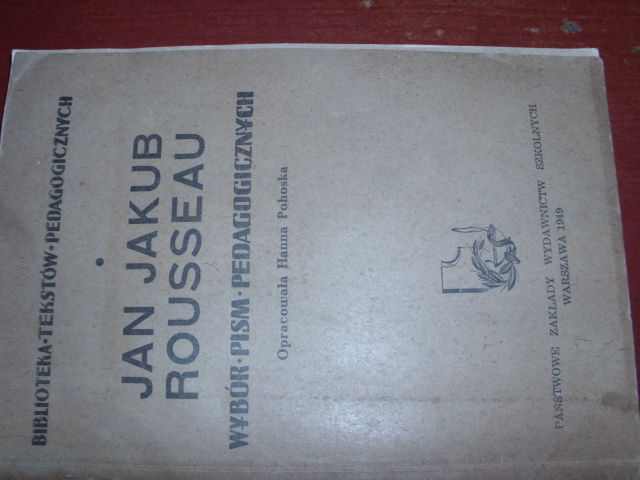 BIBLIOTEKA·TEKSTÓW·PEDAGOGICZNYCH
JAN JAKUB
ROUSSEAU
WYBÓR·PISM·PEDAGOGICZNYCH
Opracowała Hanna Pohoska
PAŃSTWOWE ZAKŁADY WYDAWNICTW SZKOLNYCH
WARSZAWA 1949